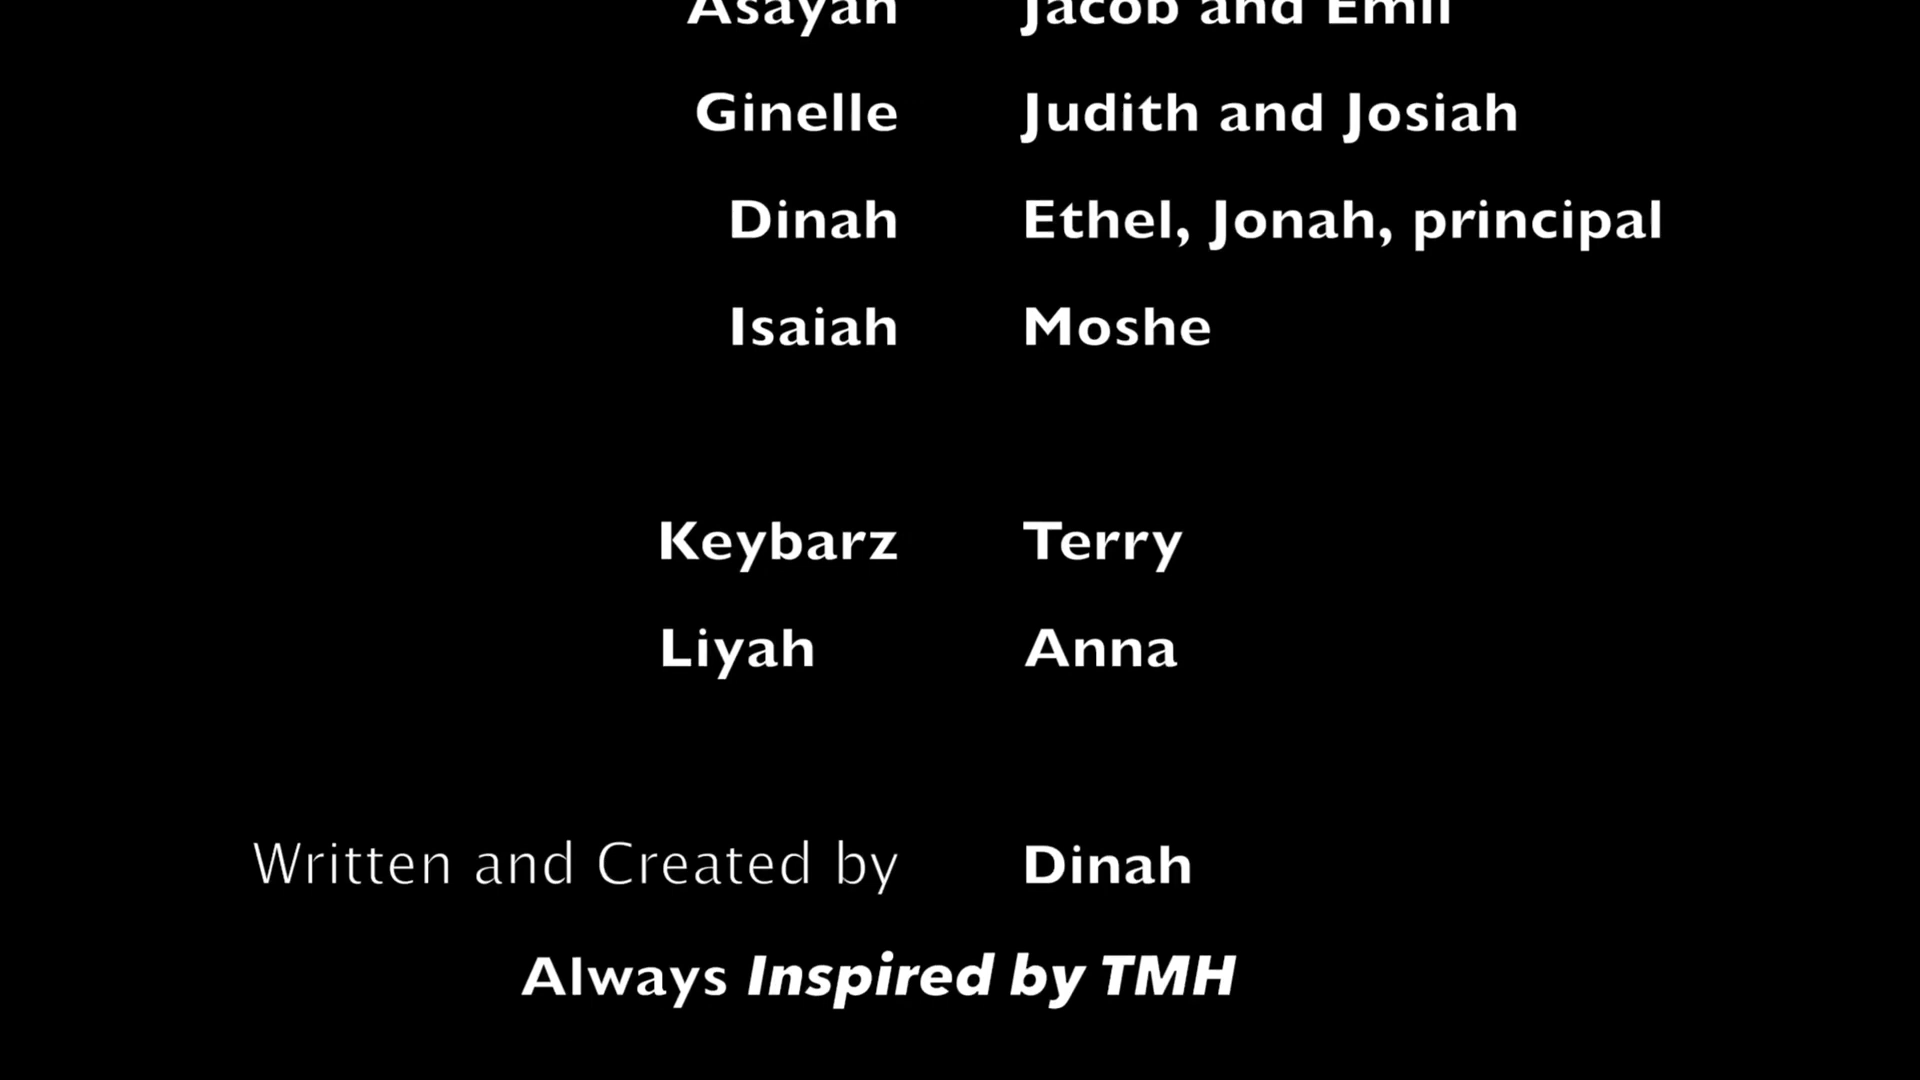 Asayah Jacob and Emil
Ginelle Judith and Josiah
Dinah Ethel, Jonah, principal
Isaiah Moshe
Keybarz Terry
Liyah Anna
Written and Created by Dinah
Always Inspired by TMH